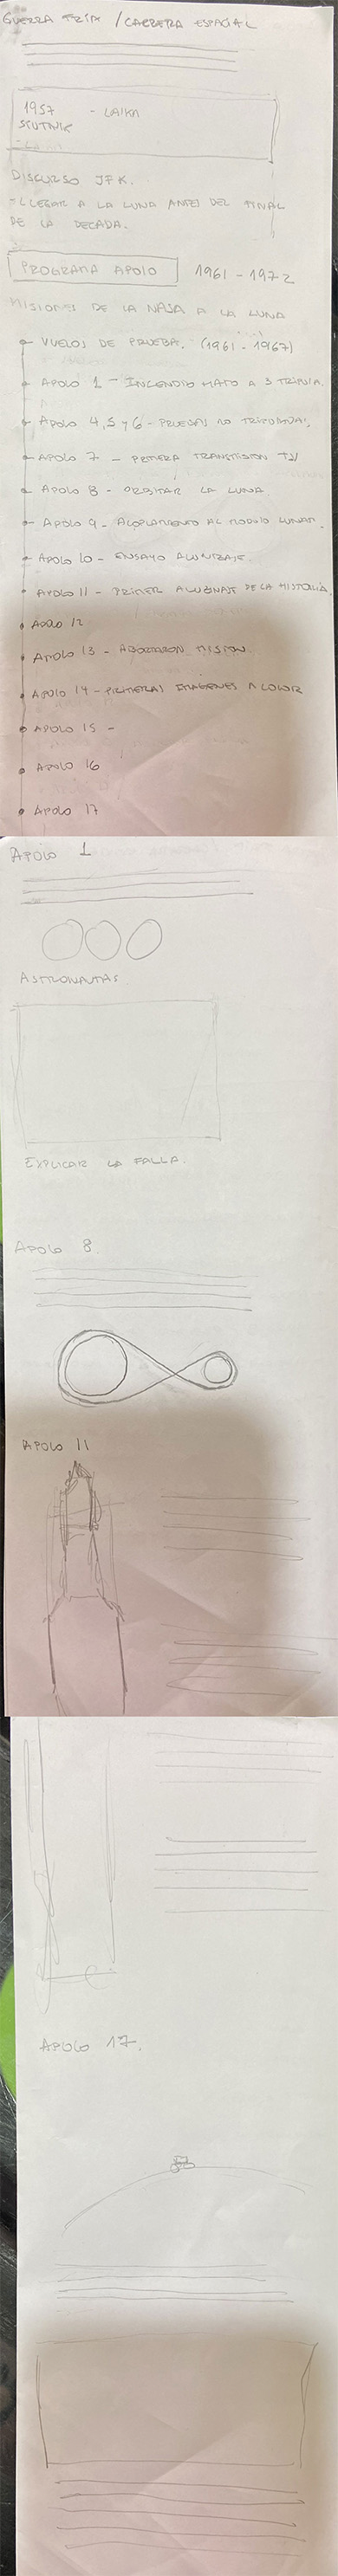 GUERRA FRÍA / CARRERA ESPACIAL
1957 - LAIKA
SPUTNIK
DISCURSO JFK.
- LLEGAR A LA LUNA ANTES DEL FINAL
DE LA DECADA.
PROGRAMA APOLO 1961 - 1972
MISIONES DE LA NASA A LA LUNA
VUELOS DE PRUEBA. (1961 - 1967)
APOLO 1 - INCENDIO MATO A 3 TRIPULA.
APOLO 4, 5 y 6 - PRUEBAS NO TRIPULADAS.
APOLO 7 - PRIMERA TRANSMISION TV
APOLO 8 - ORBITAR LA LUNA.
APOLO 9 - ACOPLAMIENTO AL MODULO LUNAR.
APOLO 10 - ENSAYO ALUNIZAJE.
APOLO 11 - PRIMER ALUNIZAJE DE LA HISTORIA.
APOLO 12
APOLO 13 - ABORTARON MISION.
APOLO 14 - PRIMERAS IMÁGENES A COLOR
APOLO 15 -
APOLO 16
APOLO 17
APOLO 1
ASTRONAUTAS.
EXPLICAR LA FALLA.
APOLO 8.
APOLO 11
APOLO 17.